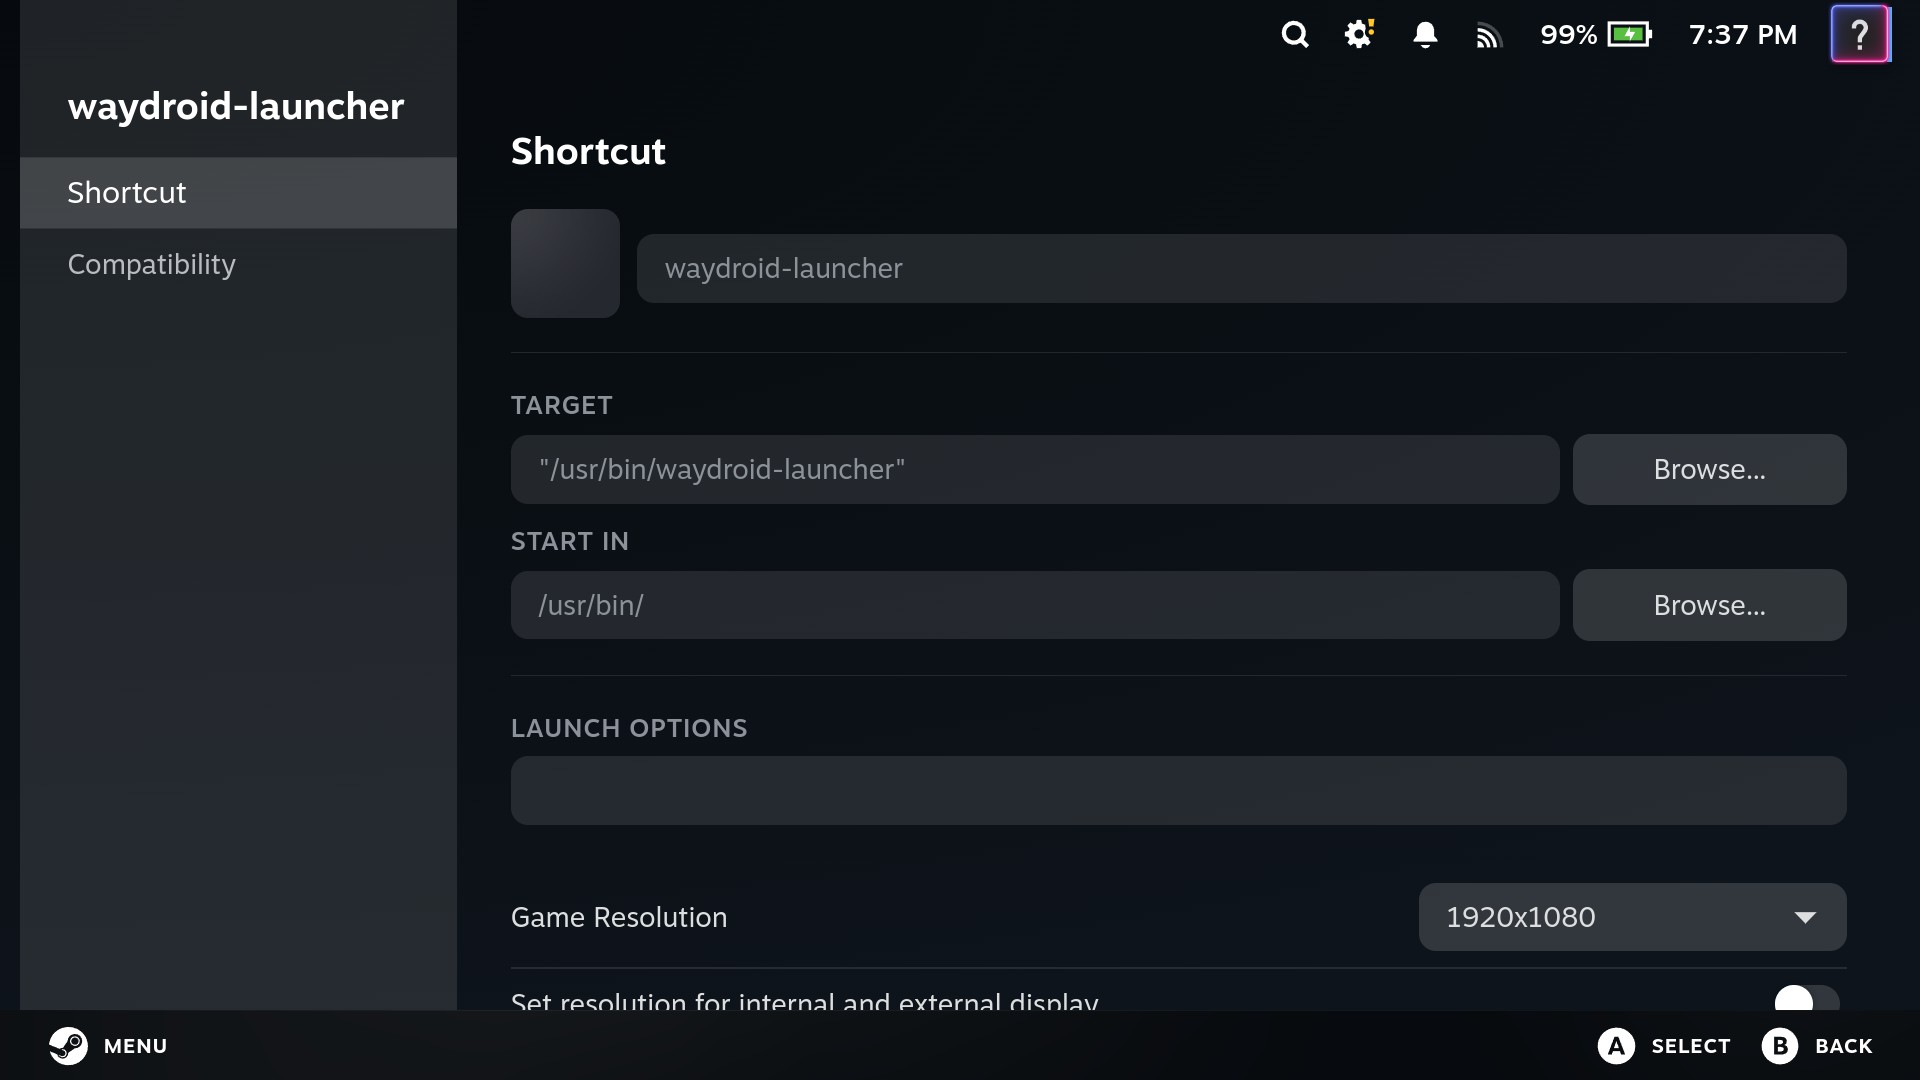 99%
7:37 PM
?
waydroid-launcher
Shortcut
Compatibility
Shortcut
waydroid-launcher
TARGET
"/usr/bin/waydroid-launcher"
Browse...
START IN
/usr/bin/
Browse...
LAUNCH OPTIONS
Game Resolution
1920x1080
Set resolution for internal and external display
MENU
A SELECT
B BACK